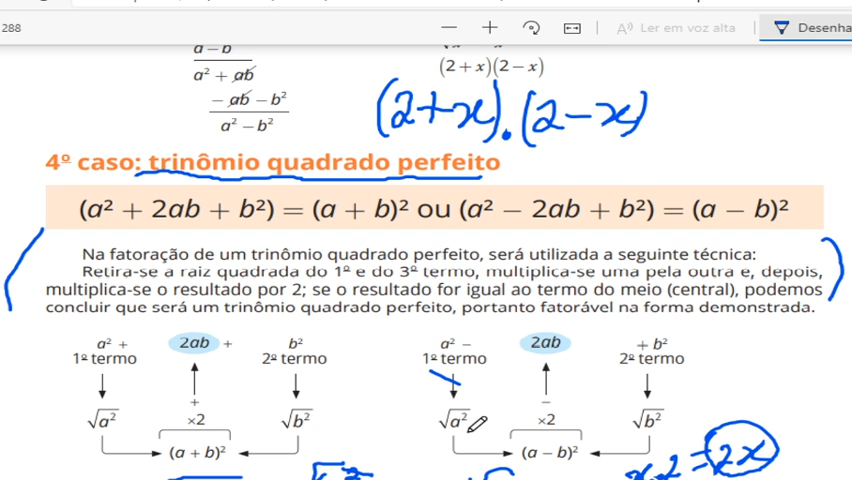 288
Ler em voz alta
Desenha
a – b
a² + ab
– ab – b²
a² – b²
(2 + x)(2 – x)
(2+x).(2–x)
4º caso: trinômio quadrado perfeito
(a² + 2ab + b²) = (a + b)² ou (a² – 2ab + b²) = (a – b)²
Na fatoração de um trinômio quadrado perfeito, será utilizada a seguinte técnica:
Retira-se a raiz quadrada do 1º e do 3º termo, multiplica-se uma pela outra e, depois,
multiplica-se o resultado por 2; se o resultado for igual ao termo do meio (central), podemos
concluir que será um trinômio quadrado perfeito, portanto fatorável na forma demonstrada.
a² + 2ab + b²
1º termo 2º termo
+
√a² ×2 √b²
(a + b)²
a² – 2ab + b²
1º termo 2º termo
–
√a² ×2 √b²
(a – b)²
x.2 = 2x